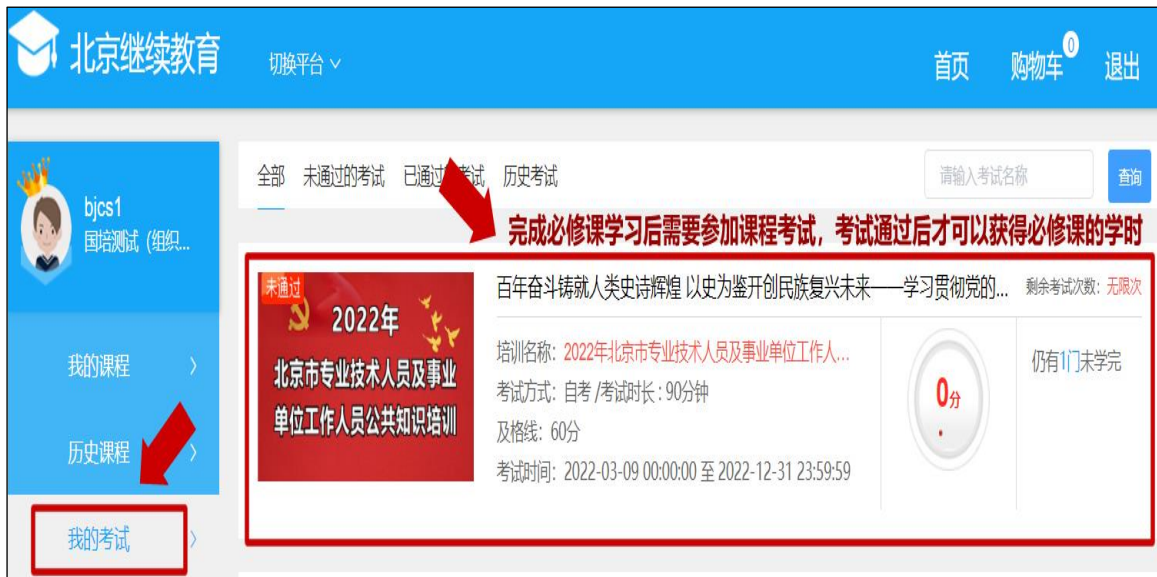 北京继续教育
切换平台
首页
购物车
0
退出
bjcs1
国培测试（组织...
我的课程
历史课程
我的考试
全部 未通过的考试 已通过 考试 历史考试
请输入考试名称
查询
完成必修课学习后需要参加课程考试，考试通过后才可以获得必修课的学时
未通过
2022年
北京市专业技术人员及事业
单位工作人员公共知识培训
百年奋斗铸就人类史诗辉煌 以史为鉴开创民族复兴未来——学习贯彻党的...
剩余考试次数：无限次
培训名称：2022年北京市专业技术人员及事业单位工作人...
考试方式：自考 /考试时长 : 90分钟
及格线：60分
考试时间：2022-03-09 00:00:00 至 2022-12-31 23:59:59
0分
仍有1门未学完